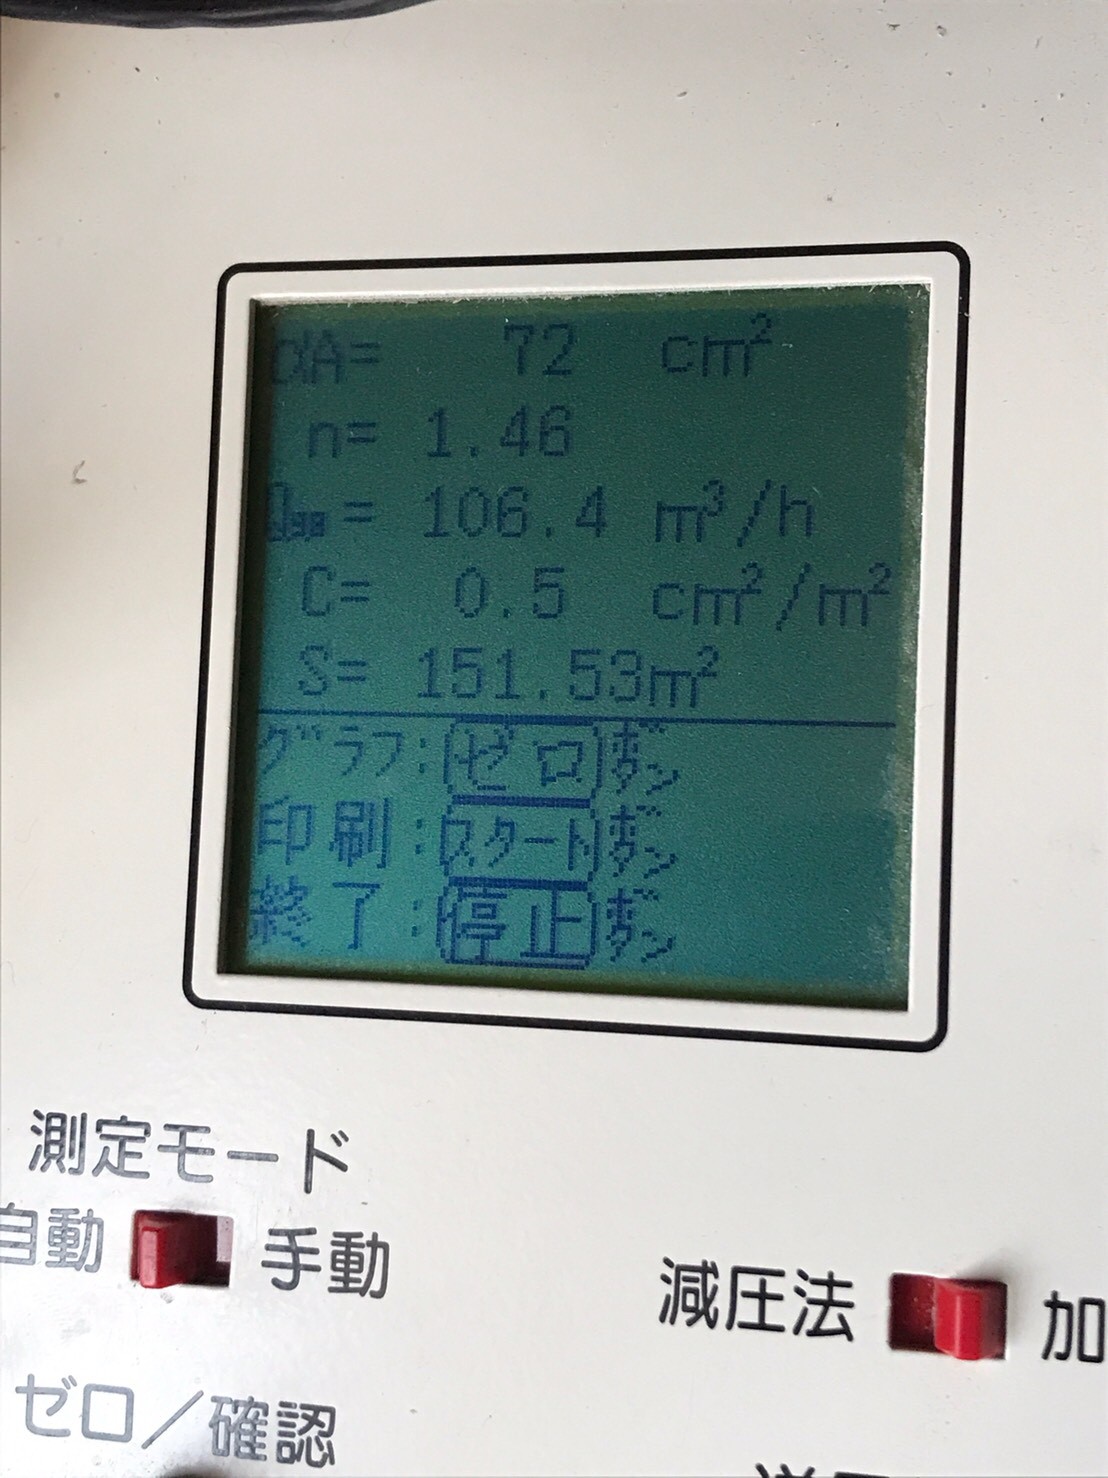 αA= 72 cm²
n= 1.46
= 106.4 m³/h
C= 0.5 cm²/m²
S= 151.53m²
グラフ:ゼロボタン
印刷:スタートボタン
終了:停止ボタン
測定モード
自動 手動
減圧法 加
ゼロ/確認